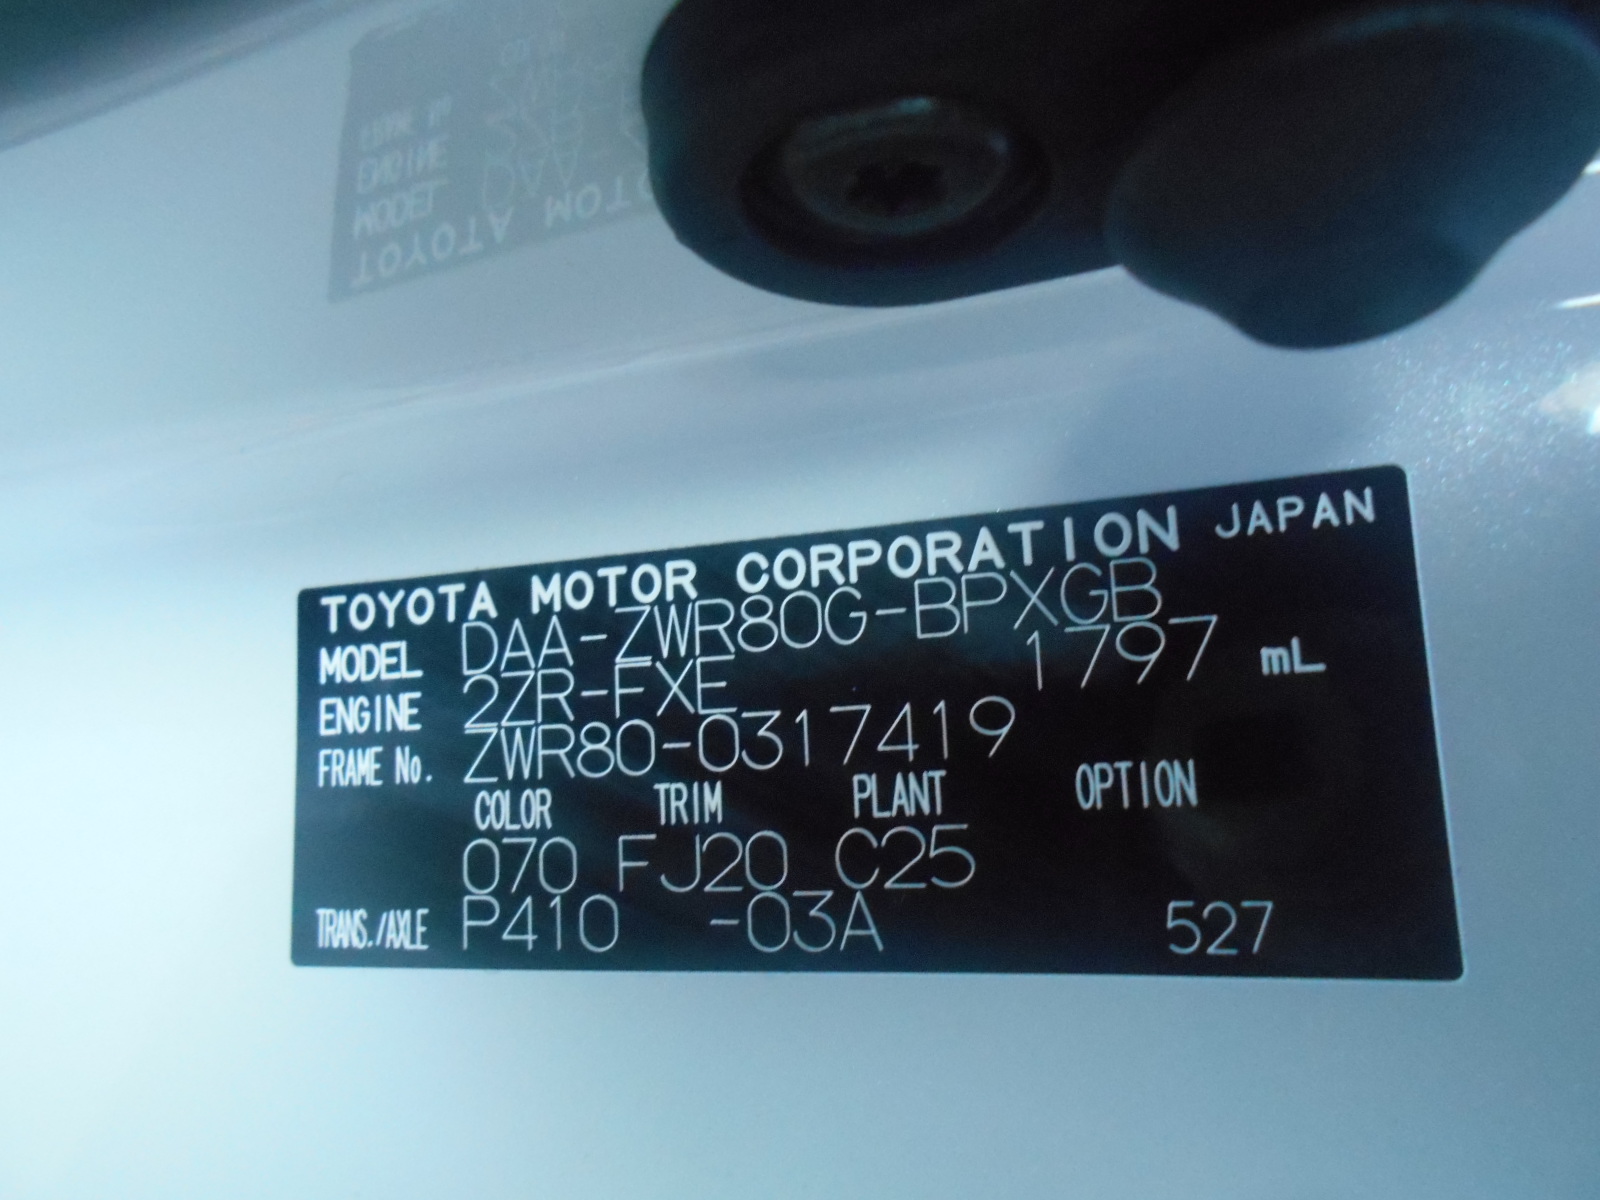 TOYOTA MOTOR CORPORATION JAPAN
MODEL DAA-ZWR80G-BPXGB
ENGINE 2ZR-FXE 1797 mL
FRAME No. ZWR80-0317419
COLOR TRIM PLANT OPTION
070 FJ20 C25
TRANS./AXLE P410 -03A 527